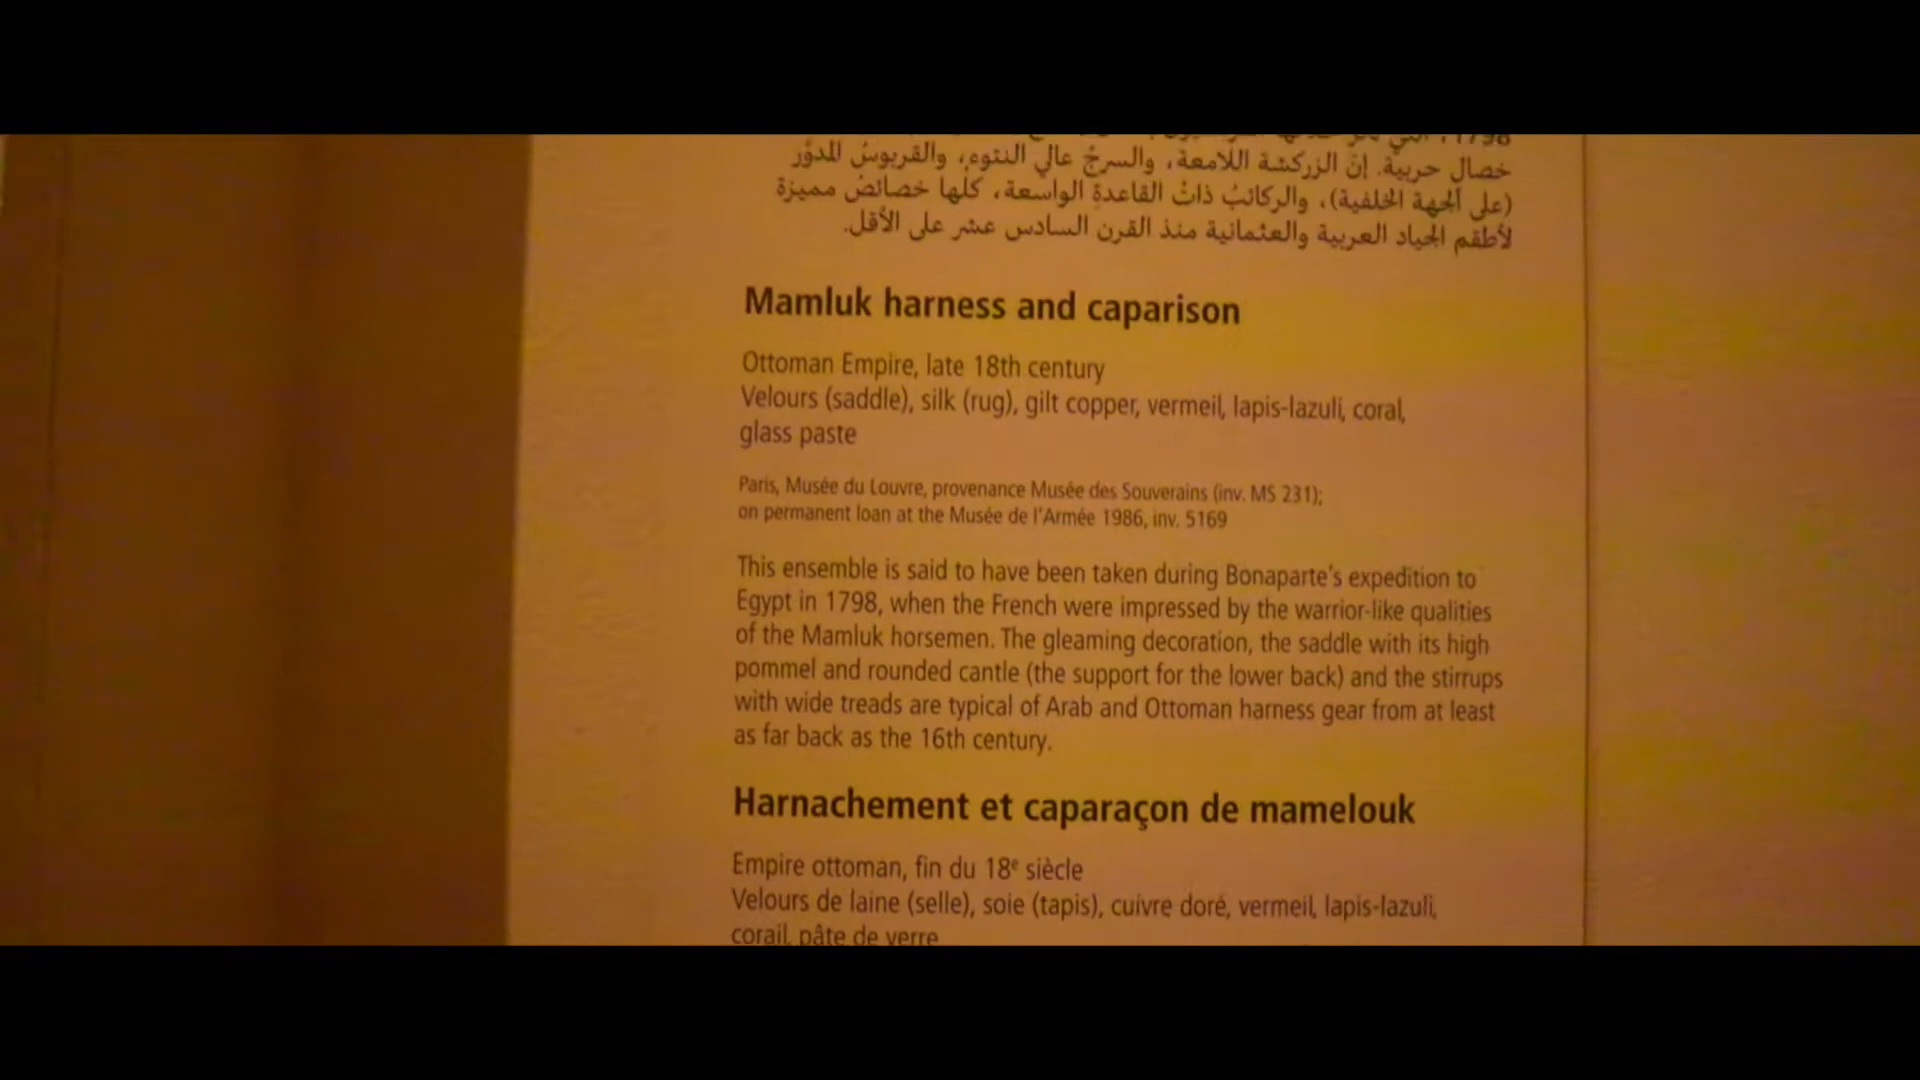 1798، التي
خصال حربية. إنّ الزركشة اللامعة، والسرجُ عالي النتوء، والقربوسُ المدوَّر
(على الجهة الخلفية)، والركائبُ ذاتُ القاعدةِ الواسعة، كلُّها خصائصُ مميزة
لأطقم الجياد العربية والعثمانية منذ القرن السادس عشر على الأقل.
Mamluk harness and caparison
Ottoman Empire, late 18th century
Velours (saddle), silk (rug), gilt copper, vermeil, lapis-lazuli, coral,
glass paste
Paris, Musée du Louvre, provenance Musée des Souverains (inv. MS 231);
on permanent loan at the Musée de l'Armée 1986, inv. 5169
This ensemble is said to have been taken during Bonaparte's expedition to
Egypt in 1798, when the French were impressed by the warrior-like qualities
of the Mamluk horsemen. The gleaming decoration, the saddle with its high
pommel and rounded cantle (the support for the lower back) and the stirrups
with wide treads are typical of Arab and Ottoman harness gear from at least
as far back as the 16th century.
Harnachement et caparaçon de mamelouk
Empire ottoman, fin du 18e siècle
Velours de laine (selle), soie (tapis), cuivre doré, vermeil, lapis-lazuli,
corail, pâte de verre